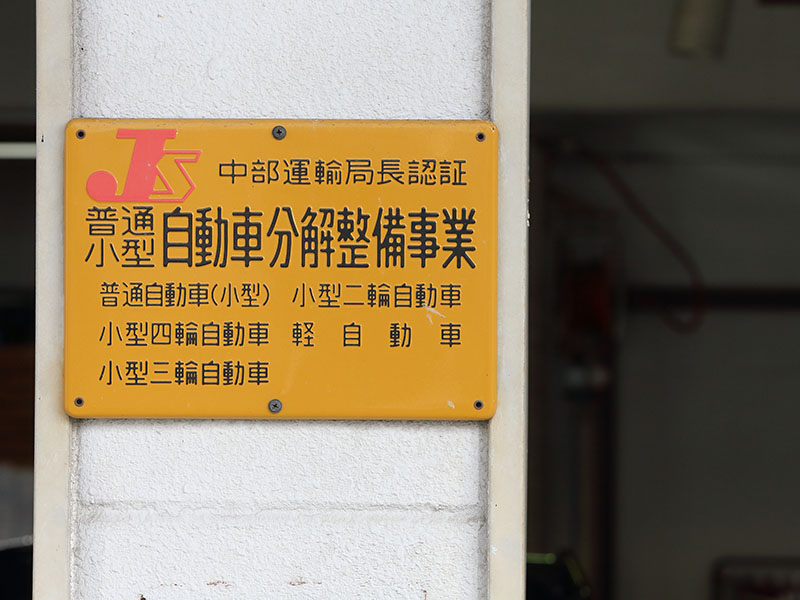 JS 中部運輸局長認証
普通
小型 自動車分解整備事業
普通自動車(小型) 小型二輪自動車
小型四輪自動車 軽自動車
小型三輪自動車